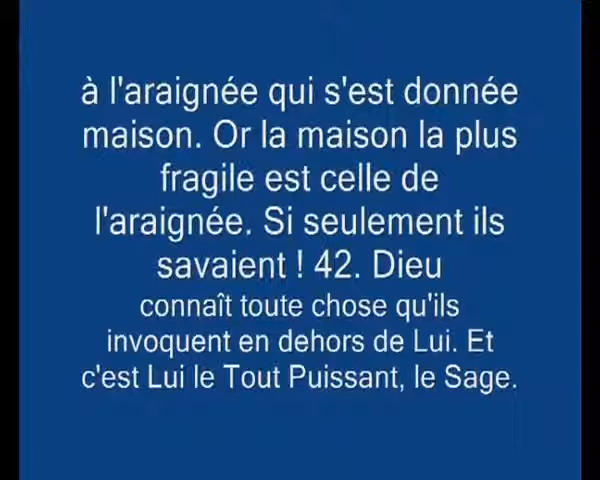 à l'araignée qui s'est donnée
maison. Or la maison la plus
fragile est celle de
l'araignée. Si seulement ils
savaient ! 42. Dieu
connaît toute chose qu'ils
invoquent en dehors de Lui. Et
c'est Lui le Tout Puissant, le Sage.